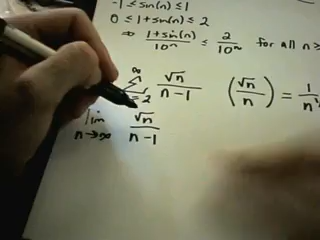 -1 ≤ sin(n) ≤ 1
0 ≤ 1+sin(n) ≤ 2
⇒ (1+sin(n))/10ⁿ ≤ 2/10ⁿ for all n ≥
∞ Σ = 2 √n/(n-1) (√n/n) = 1/n
lim n→∞ √n/(n-1)